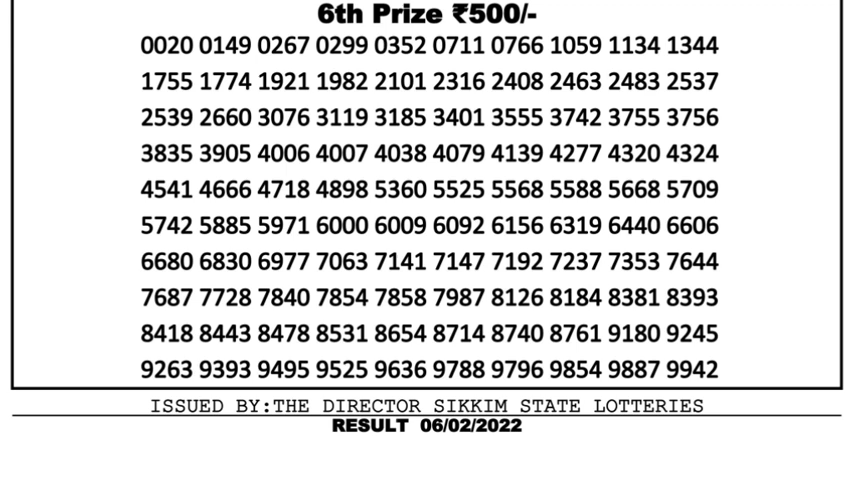 6th Prize ₹500/-
0020 0149 0267 0299 0352 0711 0766 1059 1134 1344
1755 1774 1921 1982 2101 2316 2408 2463 2483 2537
2539 2660 3076 3119 3185 3401 3555 3742 3755 3756
3835 3905 4006 4007 4038 4079 4139 4277 4320 4324
4541 4666 4718 4898 5360 5525 5568 5588 5668 5709
5742 5885 5971 6000 6009 6092 6156 6319 6440 6606
6680 6830 6977 7063 7141 7147 7192 7237 7353 7644
7687 7728 7840 7854 7858 7987 8126 8184 8381 8393
8418 8443 8478 8531 8654 8714 8740 8761 9180 9245
9263 9393 9495 9525 9636 9788 9796 9854 9887 9942
ISSUED BY:THE DIRECTOR SIKKIM STATE LOTTERIES
RESULT 06/02/2022